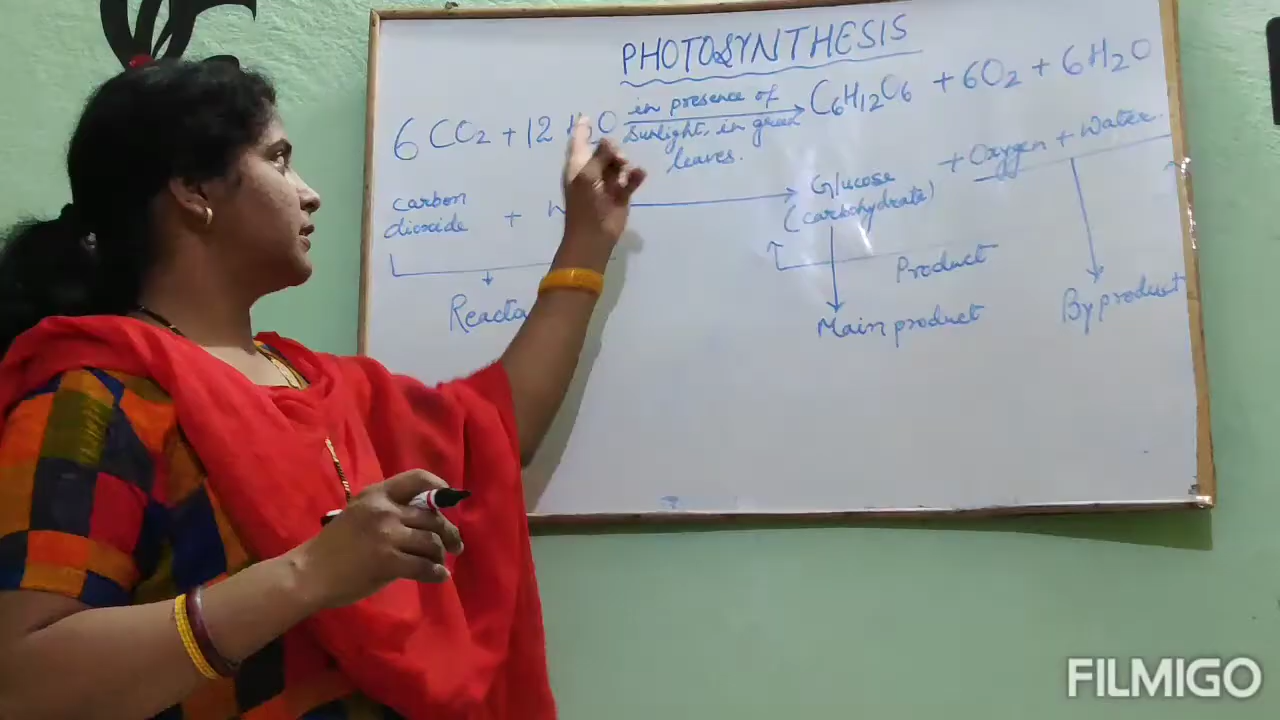 PHOTOSYNTHESIS
6 CO2 + 12 H2O in presence of sunlight, in green leaves. C6H12O6 + 6O2 + 6H2O
carbon dioxide + Glucose (carbohydrate) + Oxygen + Water.
Product
Main product
By product
FILMIGO